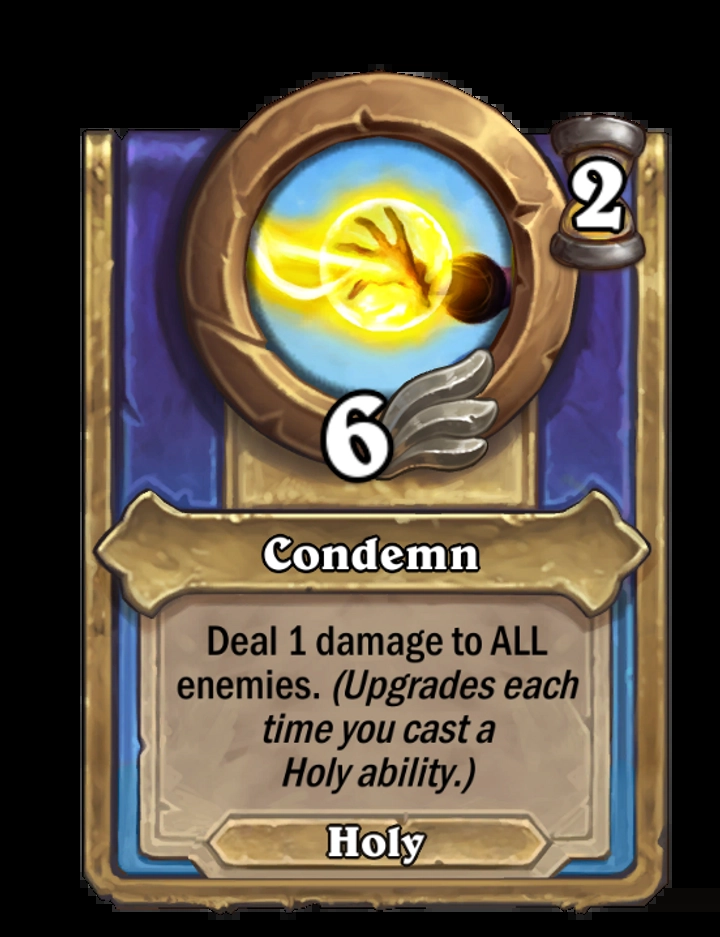 2
6
Condemn
Deal 1 damage to ALL
enemies. (Upgrades each
time you cast a
Holy ability.)
Holy